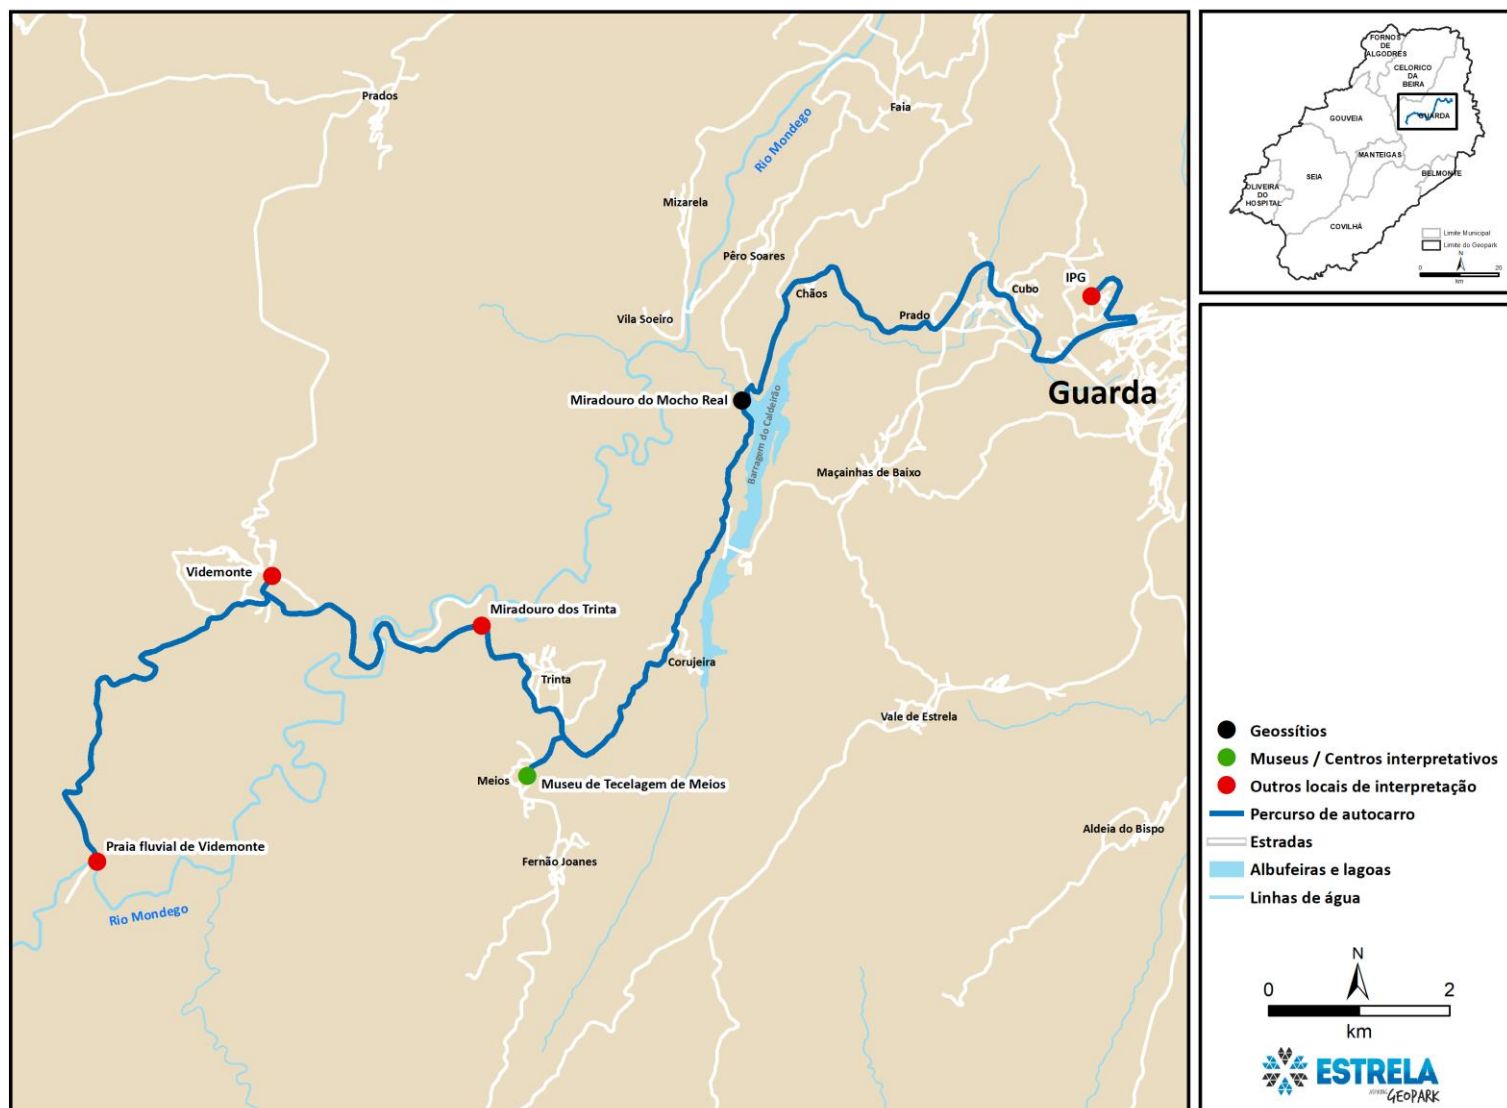 Prados
Faia
Rio Mondego
Mizarela
Pêro Soares
IPG
Chãos
Cubo
Prado
Vila Soeiro
Guarda
Miradouro do Mocho Real
Barragem do Caldeirão
Maçainhas de Baixo
Videmonte
Miradouro dos Trinta
Corujeira
Trinta
Vale de Estrela
Meios
Museu de Tecelagem de Meios
Aldeia do Bispo
Praia fluvial de Videmonte
Fernão Joanes
Rio Mondego
FORNOS
DE
ALGODRES
CELORICO
DA
BEIRA
GOUVEIA
GUARDA
MANTEIGAS
SEIA
BELMONTE
OLIVEIRA
DO
HOSPITAL
COVILHÃ
Limite Municipal
Limite do Geopark
N
0 20
km
Geossítios
Museus / Centros interpretativos
Outros locais de interpretação
Percurso de autocarro
Estradas
Albufeiras e lagoas
Linhas de água
N
0 2
km
ESTRELA
GEOPARK